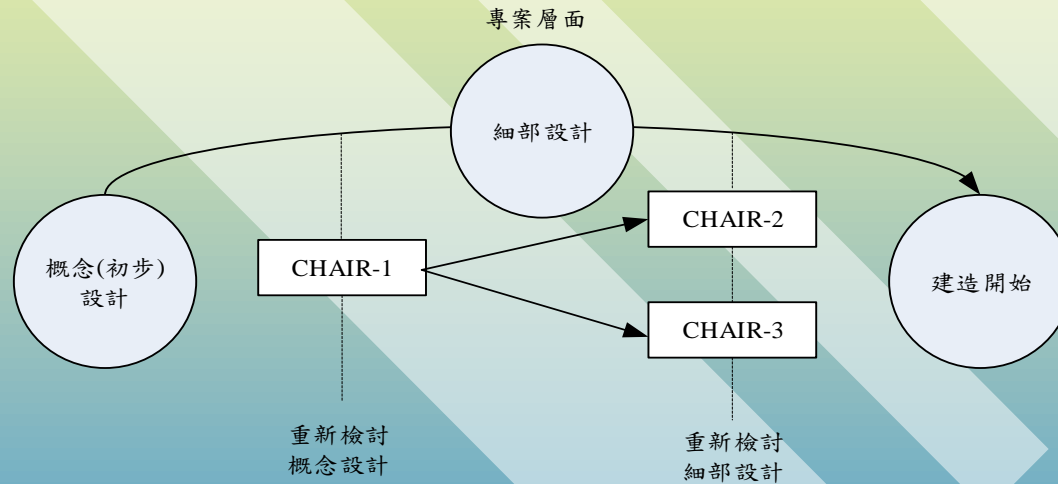 專案層面
細部設計
概念(初步)
設計
CHAIR-1
CHAIR-2
CHAIR-3
建造開始
重新檢討
概念設計
重新檢討
細部設計